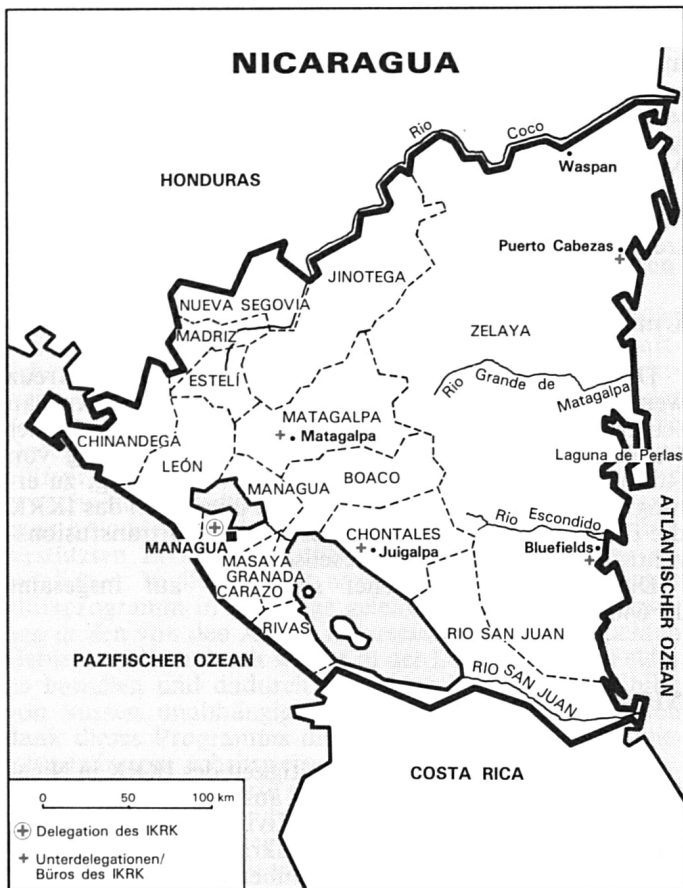 NICARAGUA
Rio Coco
Waspan
HONDURAS
Puerto Cabezas
JINOTEGA
NUEVA SEGOVIA
MADRIZ
ZELAYA
ESTELÍ
Rio Grande de Matagalpa
MATAGALPA
Matagalpa
CHINANDEGA
LEÓN
Laguna de Perlas
BOACO
MANAGUA
Rio Escondido
CHONTALES
Juigalpa
Bluefields
MANAGUA
MASAYA
GRANADA
CARAZO
ATLANTISCHER OZEAN
RIVAS
RIO SAN JUAN
PAZIFISCHER OZEAN
RIO SAN JUAN
COSTA RICA
0 50 100 km
Delegation des IKRK
Unterdelegationen/
Büros des IKRK